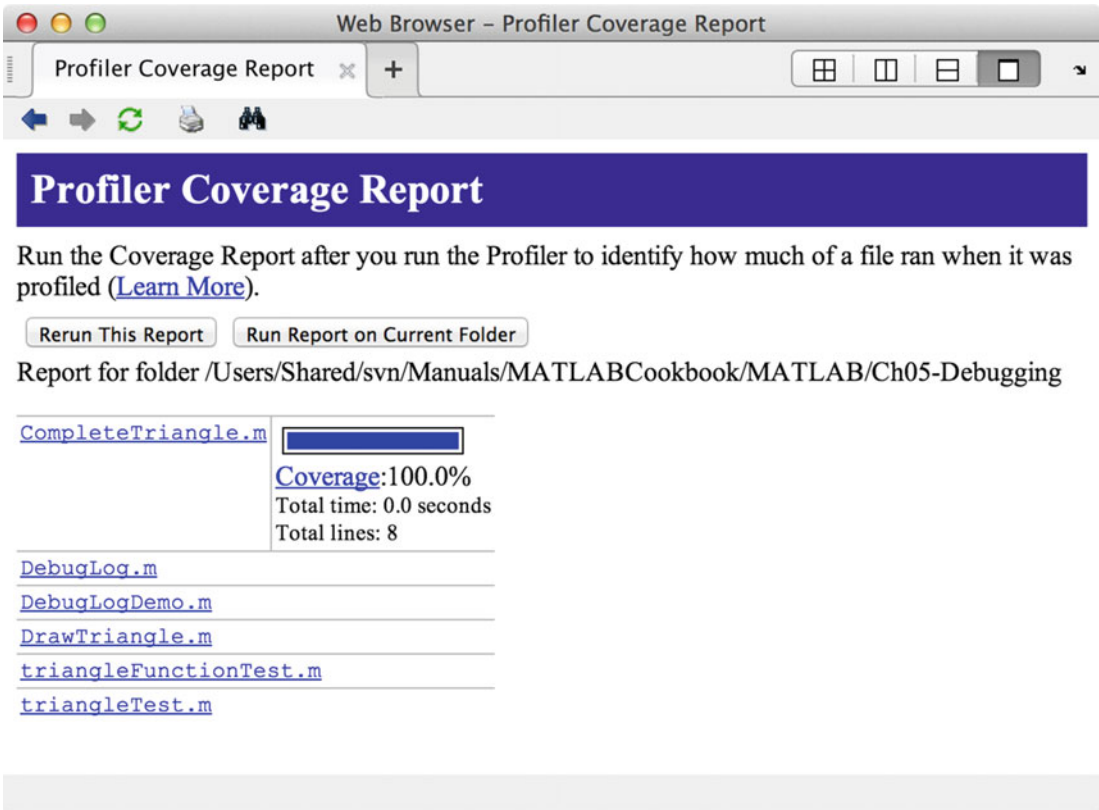 Web Browser – Profiler Coverage Report
Profiler Coverage Report
Profiler Coverage Report
Run the Coverage Report after you run the Profiler to identify how much of a file ran when it was
profiled (Learn More).
Rerun This Report Run Report on Current Folder
Report for folder /Users/Shared/svn/Manuals/MATLABCookbook/MATLAB/Ch05-Debugging
CompleteTriangle.m
Coverage:100.0%
Total time: 0.0 seconds
Total lines: 8
DebugLog.m
DebugLogDemo.m
DrawTriangle.m
triangleFunctionTest.m
triangleTest.m